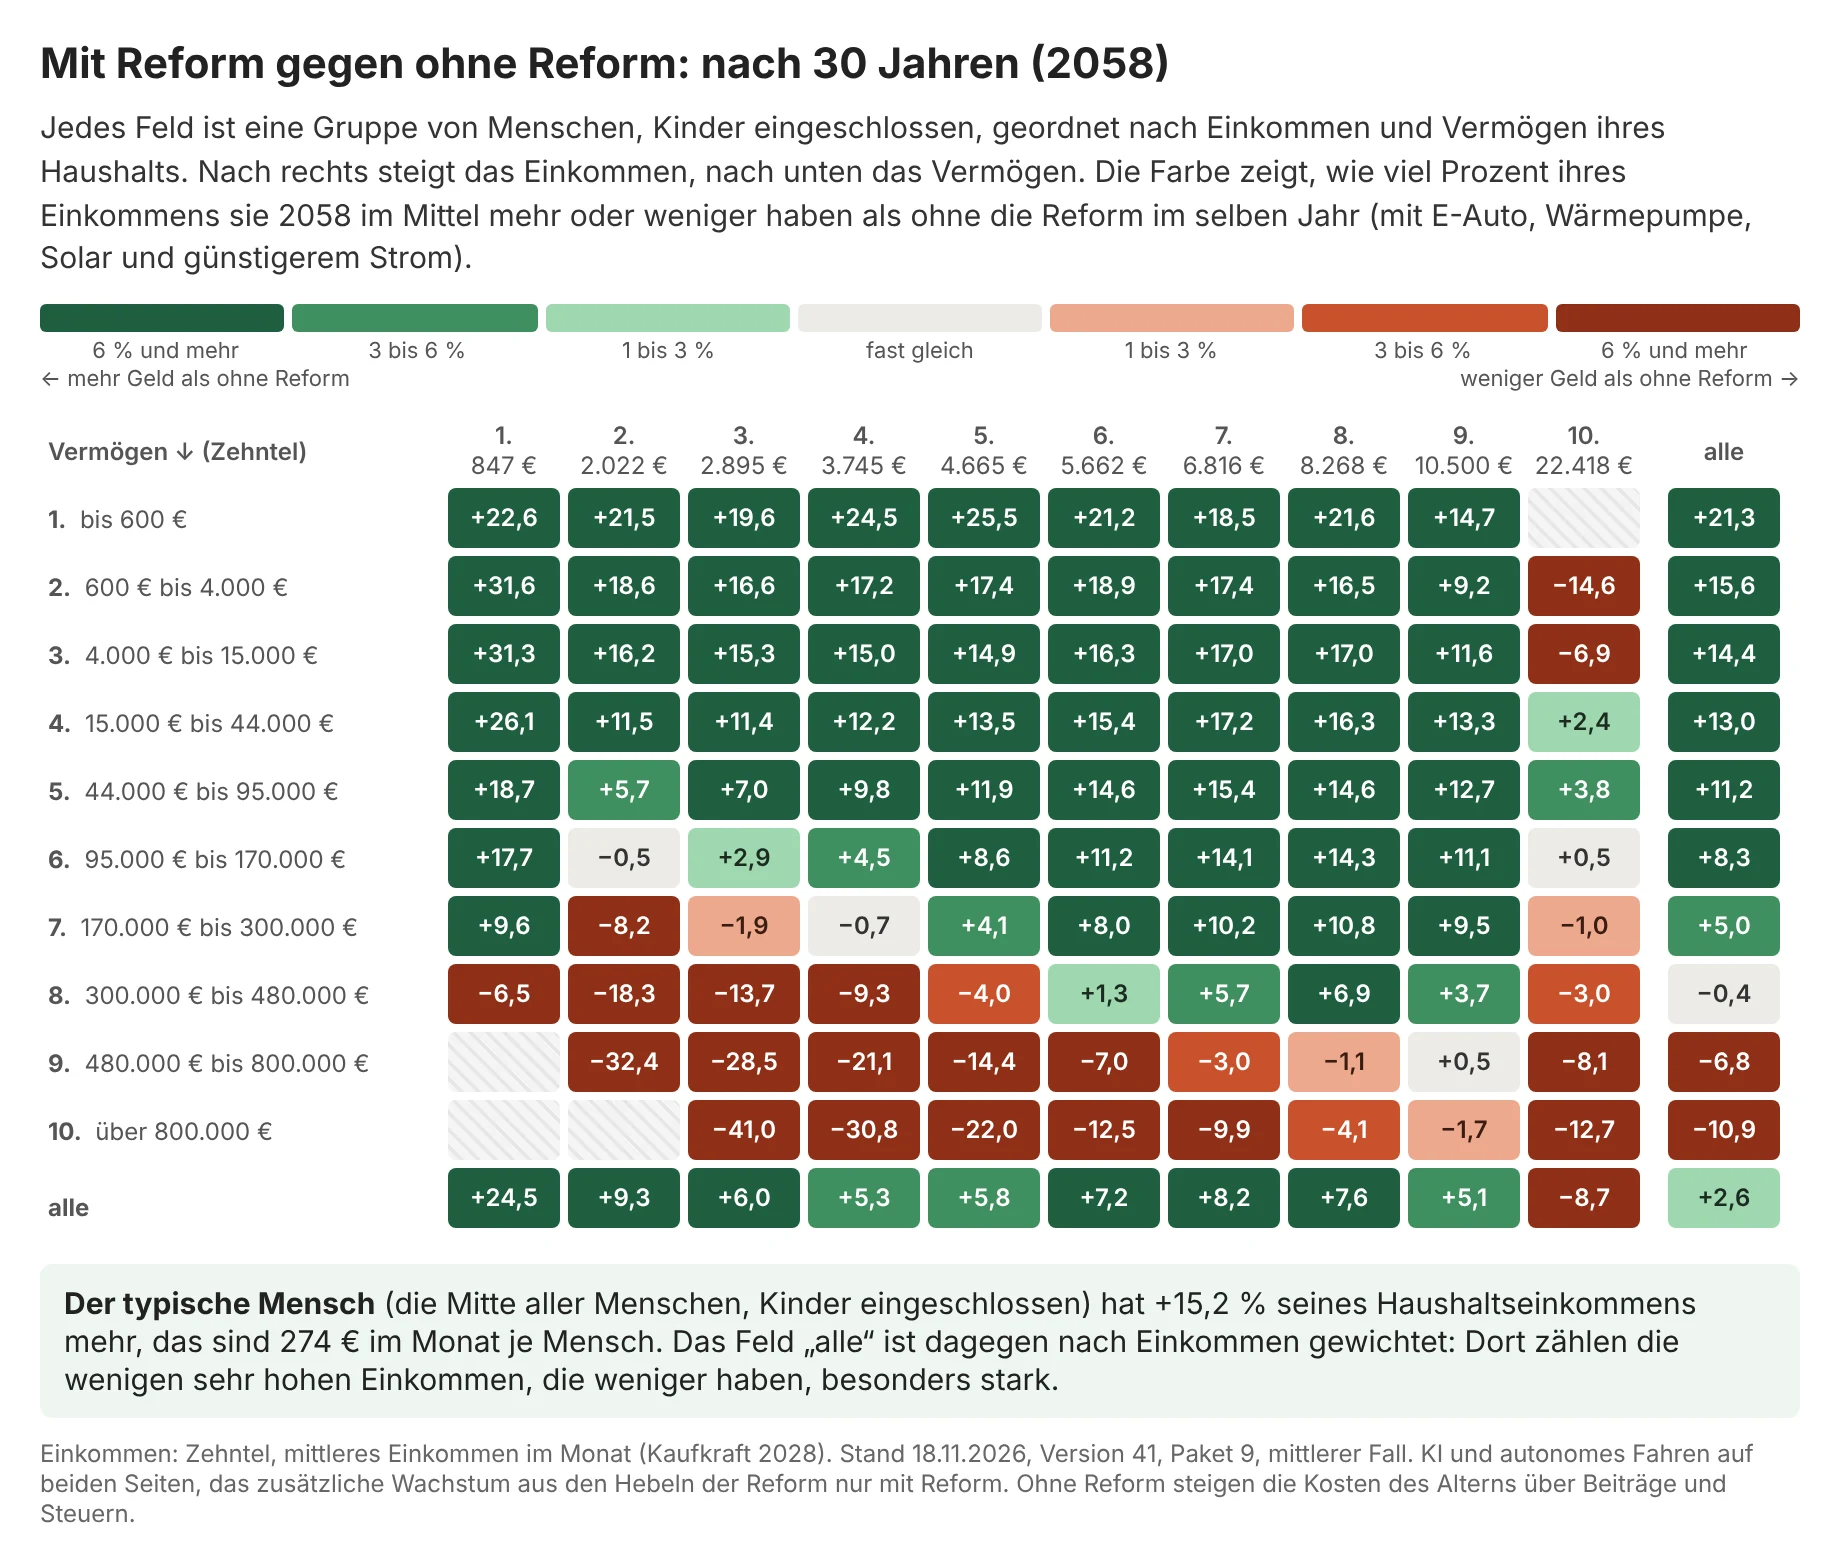 Mit Reform gegen ohne Reform: nach 30 Jahren (2058)
Jedes Feld ist eine Gruppe von Menschen, Kinder eingeschlossen, geordnet nach Einkommen und Vermögen ihres
Haushalts. Nach rechts steigt das Einkommen, nach unten das Vermögen. Die Farbe zeigt, wie viel Prozent ihres
Einkommens sie 2058 im Mittel mehr oder weniger haben als ohne die Reform im selben Jahr (mit E-Auto, Wärmepumpe,
Solar und günstigerem Strom).
6 % und mehr 3 bis 6 % 1 bis 3 % fast gleich 1 bis 3 % 3 bis 6 % 6 % und mehr
← mehr Geld als ohne Reform weniger Geld als ohne Reform →
Vermögen ↓ (Zehntel) 1. 2. 3. 4. 5. 6. 7. 8. 9. 10. alle
847 € 2.022 € 2.895 € 3.745 € 4.665 € 5.662 € 6.816 € 8.268 € 10.500 € 22.418 €
1. bis 600 € +22,6 +21,5 +19,6 +24,5 +25,5 +21,2 +18,5 +21,6 +14,7 +21,3
2. 600 € bis 4.000 € +31,6 +18,6 +16,6 +17,2 +17,4 +18,9 +17,4 +16,5 +9,2 −14,6 +15,6
3. 4.000 € bis 15.000 € +31,3 +16,2 +15,3 +15,0 +14,9 +16,3 +17,0 +17,0 +11,6 −6,9 +14,4
4. 15.000 € bis 44.000 € +26,1 +11,5 +11,4 +12,2 +13,5 +15,4 +17,2 +16,3 +13,3 +2,4 +13,0
5. 44.000 € bis 95.000 € +18,7 +5,7 +7,0 +9,8 +11,9 +14,6 +15,4 +14,6 +12,7 +3,8 +11,2
6. 95.000 € bis 170.000 € +17,7 −0,5 +2,9 +4,5 +8,6 +11,2 +14,1 +14,3 +11,1 +0,5 +8,3
7. 170.000 € bis 300.000 € +9,6 −8,2 −1,9 −0,7 +4,1 +8,0 +10,2 +10,8 +9,5 −1,0 +5,0
8. 300.000 € bis 480.000 € −6,5 −18,3 −13,7 −9,3 −4,0 +1,3 +5,7 +6,9 +3,7 −3,0 −0,4
9. 480.000 € bis 800.000 € −32,4 −28,5 −21,1 −14,4 −7,0 −3,0 −1,1 +0,5 −8,1 −6,8
10. über 800.000 € −41,0 −30,8 −22,0 −12,5 −9,9 −4,1 −1,7 −12,7 −10,9
alle +24,5 +9,3 +6,0 +5,3 +5,8 +7,2 +8,2 +7,6 +5,1 −8,7 +2,6
Der typische Mensch (die Mitte aller Menschen, Kinder eingeschlossen) hat +15,2 % seines Haushaltseinkommens
mehr, das sind 274 € im Monat je Mensch. Das Feld „alle“ ist dagegen nach Einkommen gewichtet: Dort zählen die
wenigen sehr hohen Einkommen, die weniger haben, besonders stark.
Einkommen: Zehntel, mittleres Einkommen im Monat (Kaufkraft 2028). Stand 18.11.2026, Version 41, Paket 9, mittlerer Fall. KI und autonomes Fahren auf
beiden Seiten, das zusätzliche Wachstum aus den Hebeln der Reform nur mit Reform. Ohne Reform steigen die Kosten des Alterns über Beiträge und
Steuern.